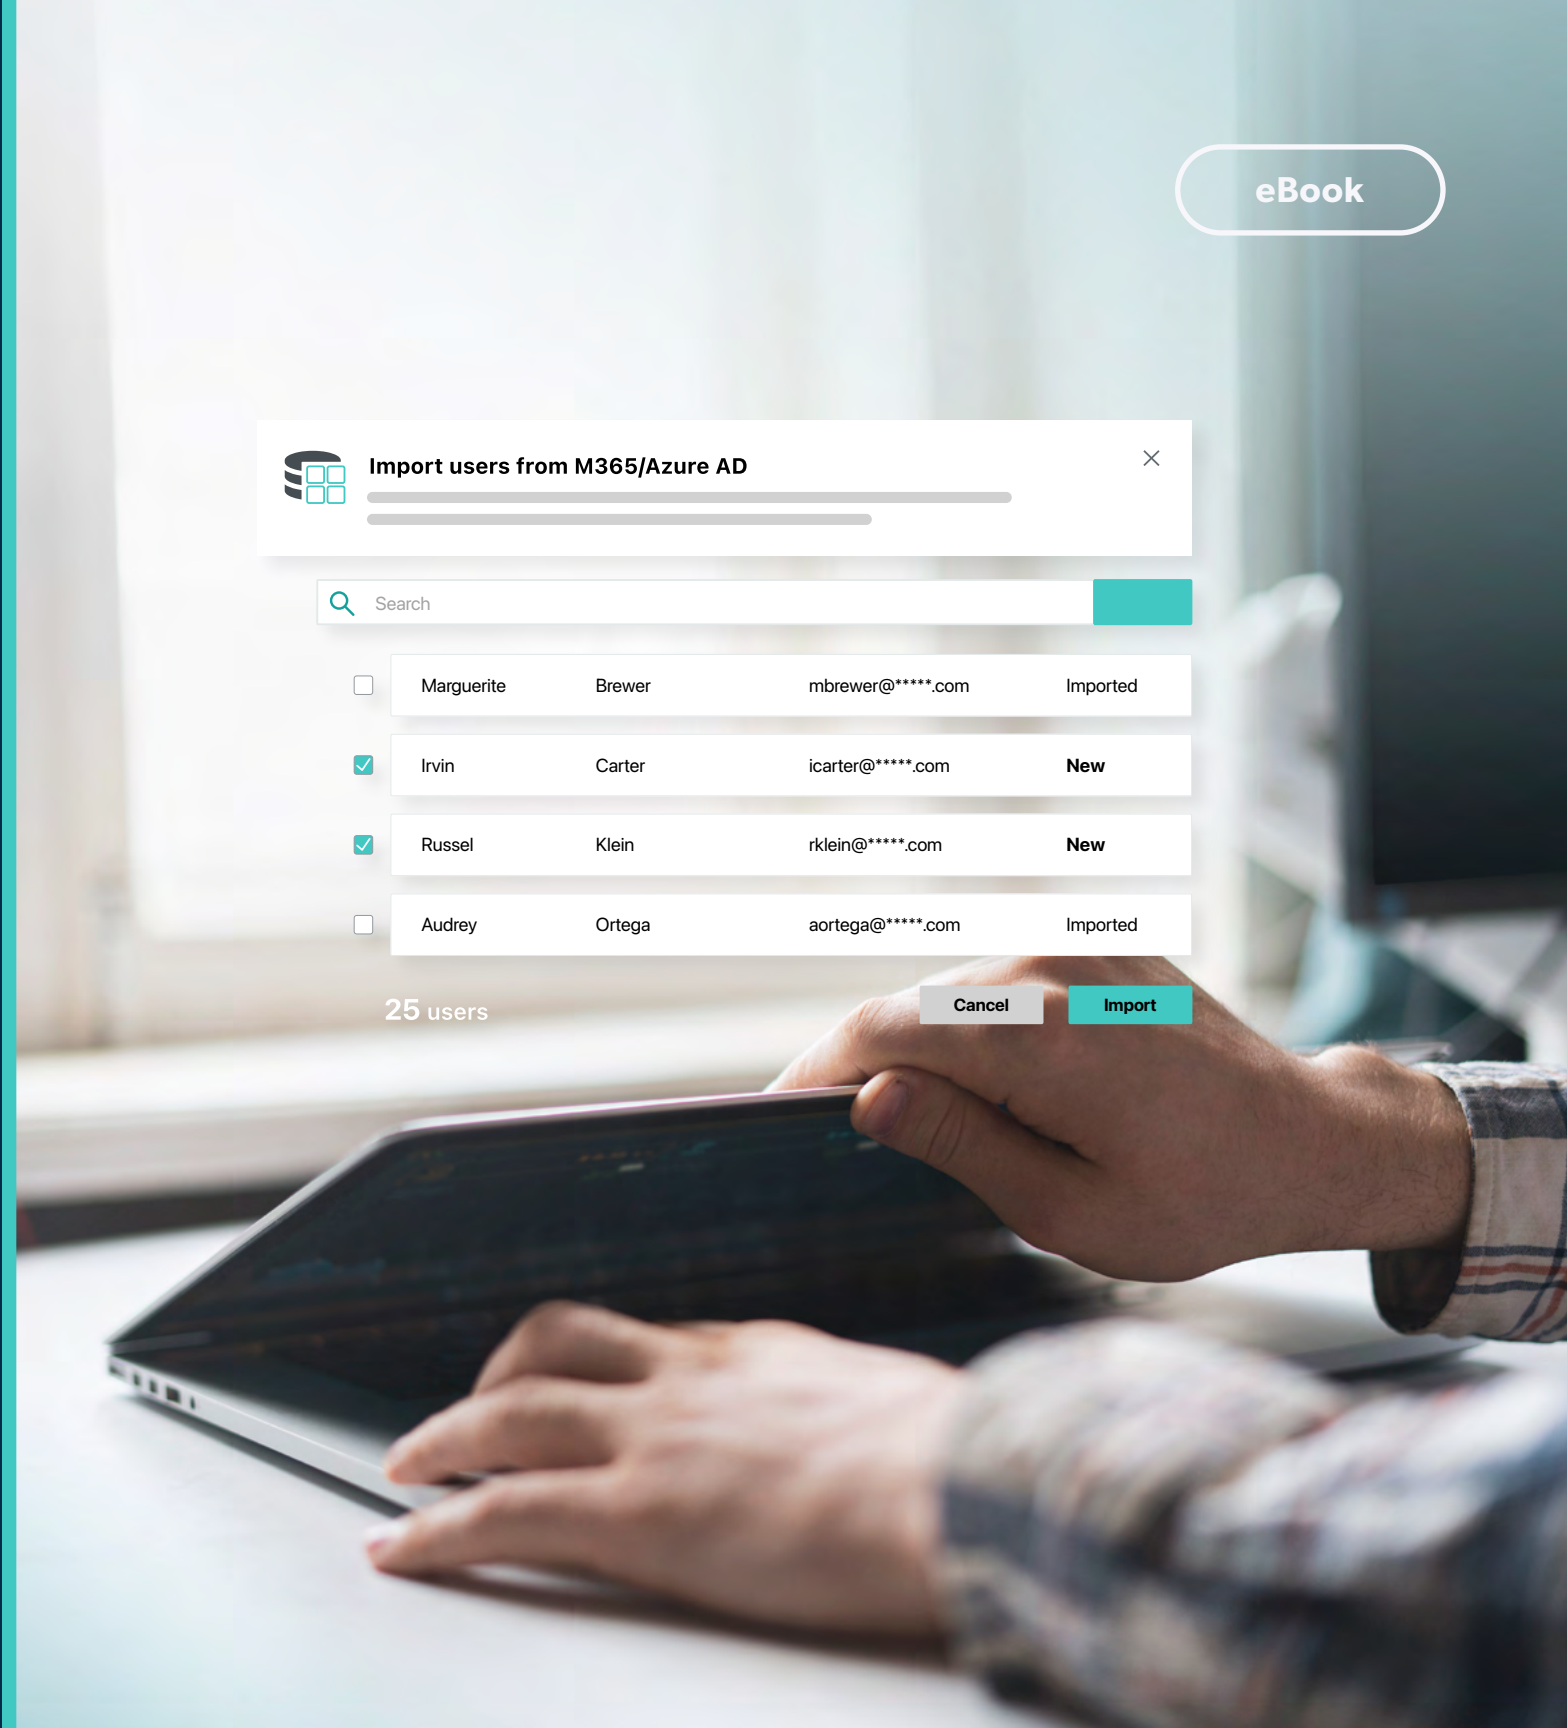 eBook
Import users from M365/Azure AD
Search
Marguerite Brewer mbrewer@*****.com Imported
Irvin Carter icarter@*****.com New
Russel Klein rklein@*****.com New
Audrey Ortega aortega@*****.com Imported
25 users Cancel Import